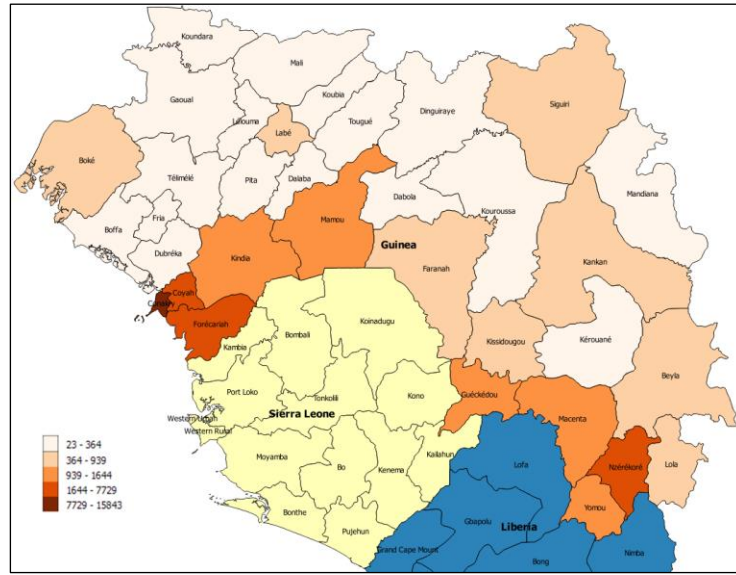 Koundara
Mali
Gaoual
Koubia
Lélouma
Tougué
Dinguiraye
Siguiri
Labé
Boké
Télimélé
Pita
Dalaba
Dabola
Kouroussa
Mandiana
Boffa
Fria
Mamou
Dubréka
Kindia
Guinea
Faranah
Kankan
Coyah
Conakry
Forécariah
Koinadugu
Bombali
Kambia
Kissidougou
Kérouané
Beyla
Port Loko
Tonkolili
Kono
Guéckédou
Macenta
Sierra Leone
Western Urban
Western Rural
23 - 364
364 - 939
939 - 1644
1644 - 7729
7729 - 15843
Moyamba
Bo
Kenema
Kailahun
Lofa
Nzérékoré
Lola
Bonthe
Pujehun
Gbapolu
Liberia
Yomou
Grand Cape Mount
Bong
Nimba